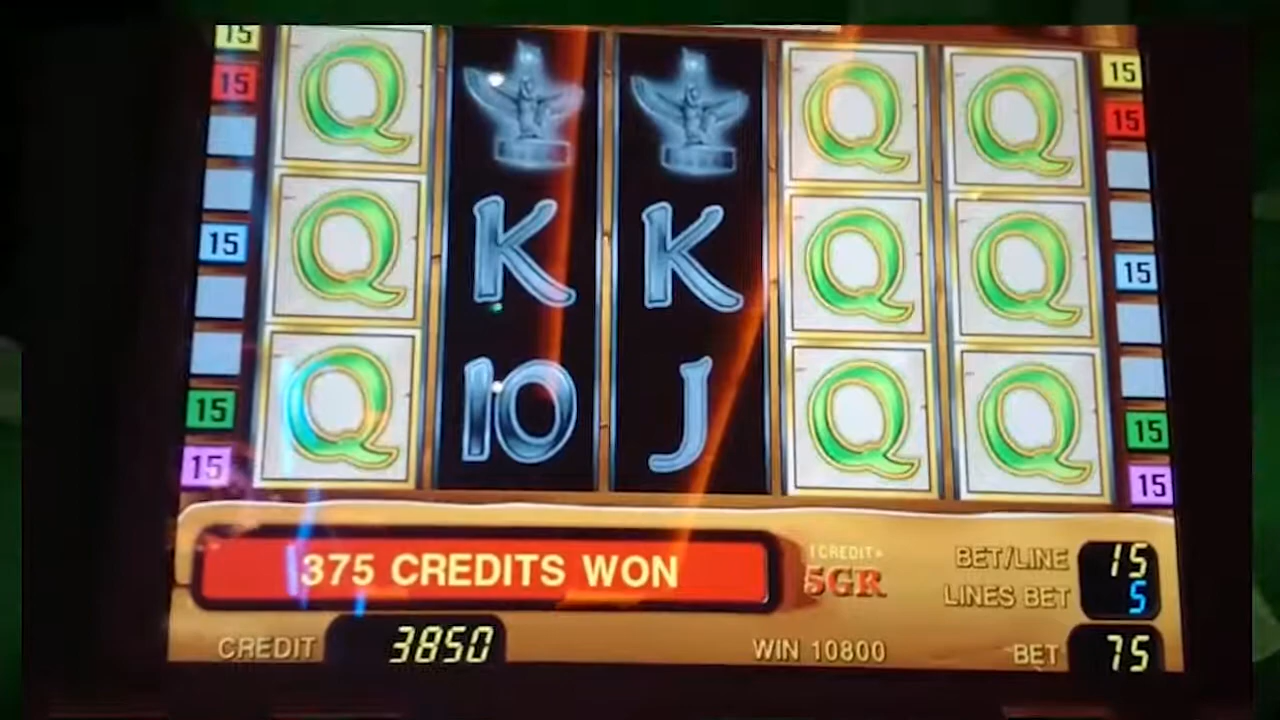 15 Q Q Q 15
15 15
Q K K Q Q
15 15
Q 10 J Q Q
15 15
15 15
375 CREDITS WON
1 CREDIT=
5GR
BET/LINE 15
LINES BET 5
CREDIT 3850
WIN 10800
BET 75